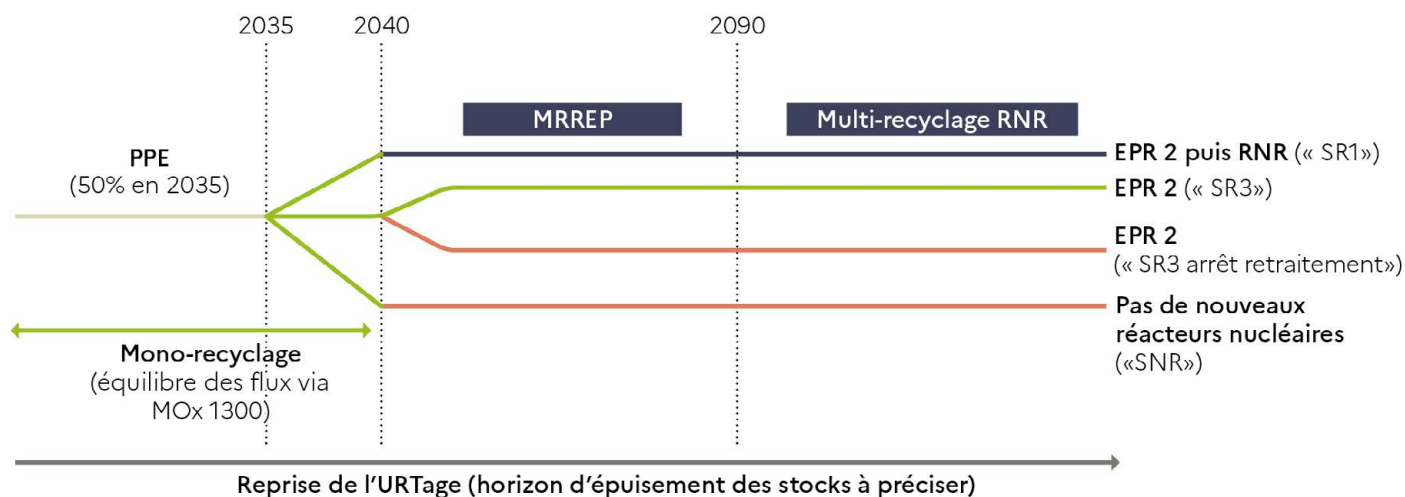 2035
2040
2090
MRREP
Multi-recyclage RNR
PPE
(50% en 2035)
EPR 2 puis RNR (« SR1»)
EPR 2 (« SR3»)
EPR 2
(« SR3 arrêt retraitement»)
Pas de nouveaux
réacteurs nucléaires
(«SNR»)
Mono-recyclage
(équilibre des flux via
MOx 1300)
Reprise de l’URTage (horizon d’épuisement des stocks à préciser)